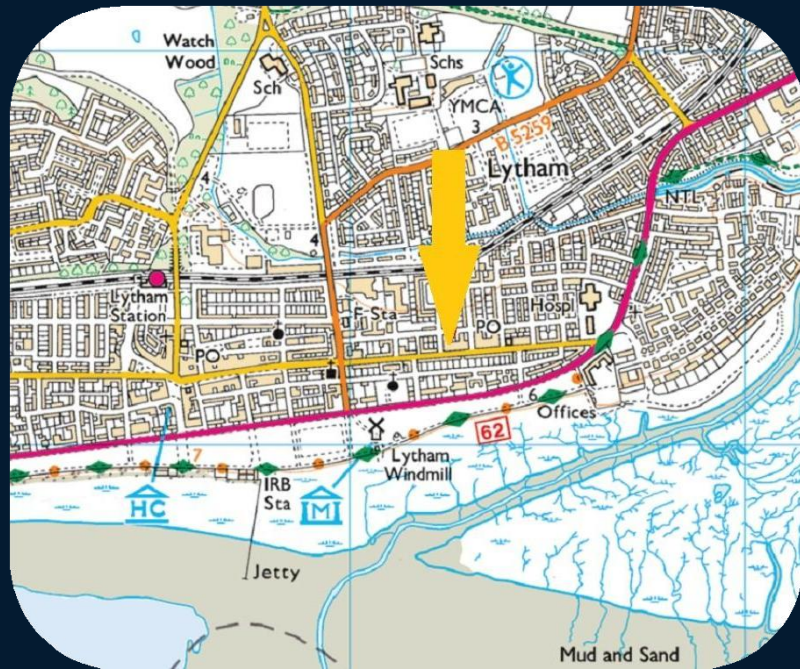 Watch
Wood
Sch
Schs
YMCA
3
B 5259
Lytham
4
NTL
4
Lytham
Station
F Sta
Hospl
PO
PO
6
Offices
62
7
Lytham
Windmill
IRB
Sta
HC
M
Jetty
Mud and Sand